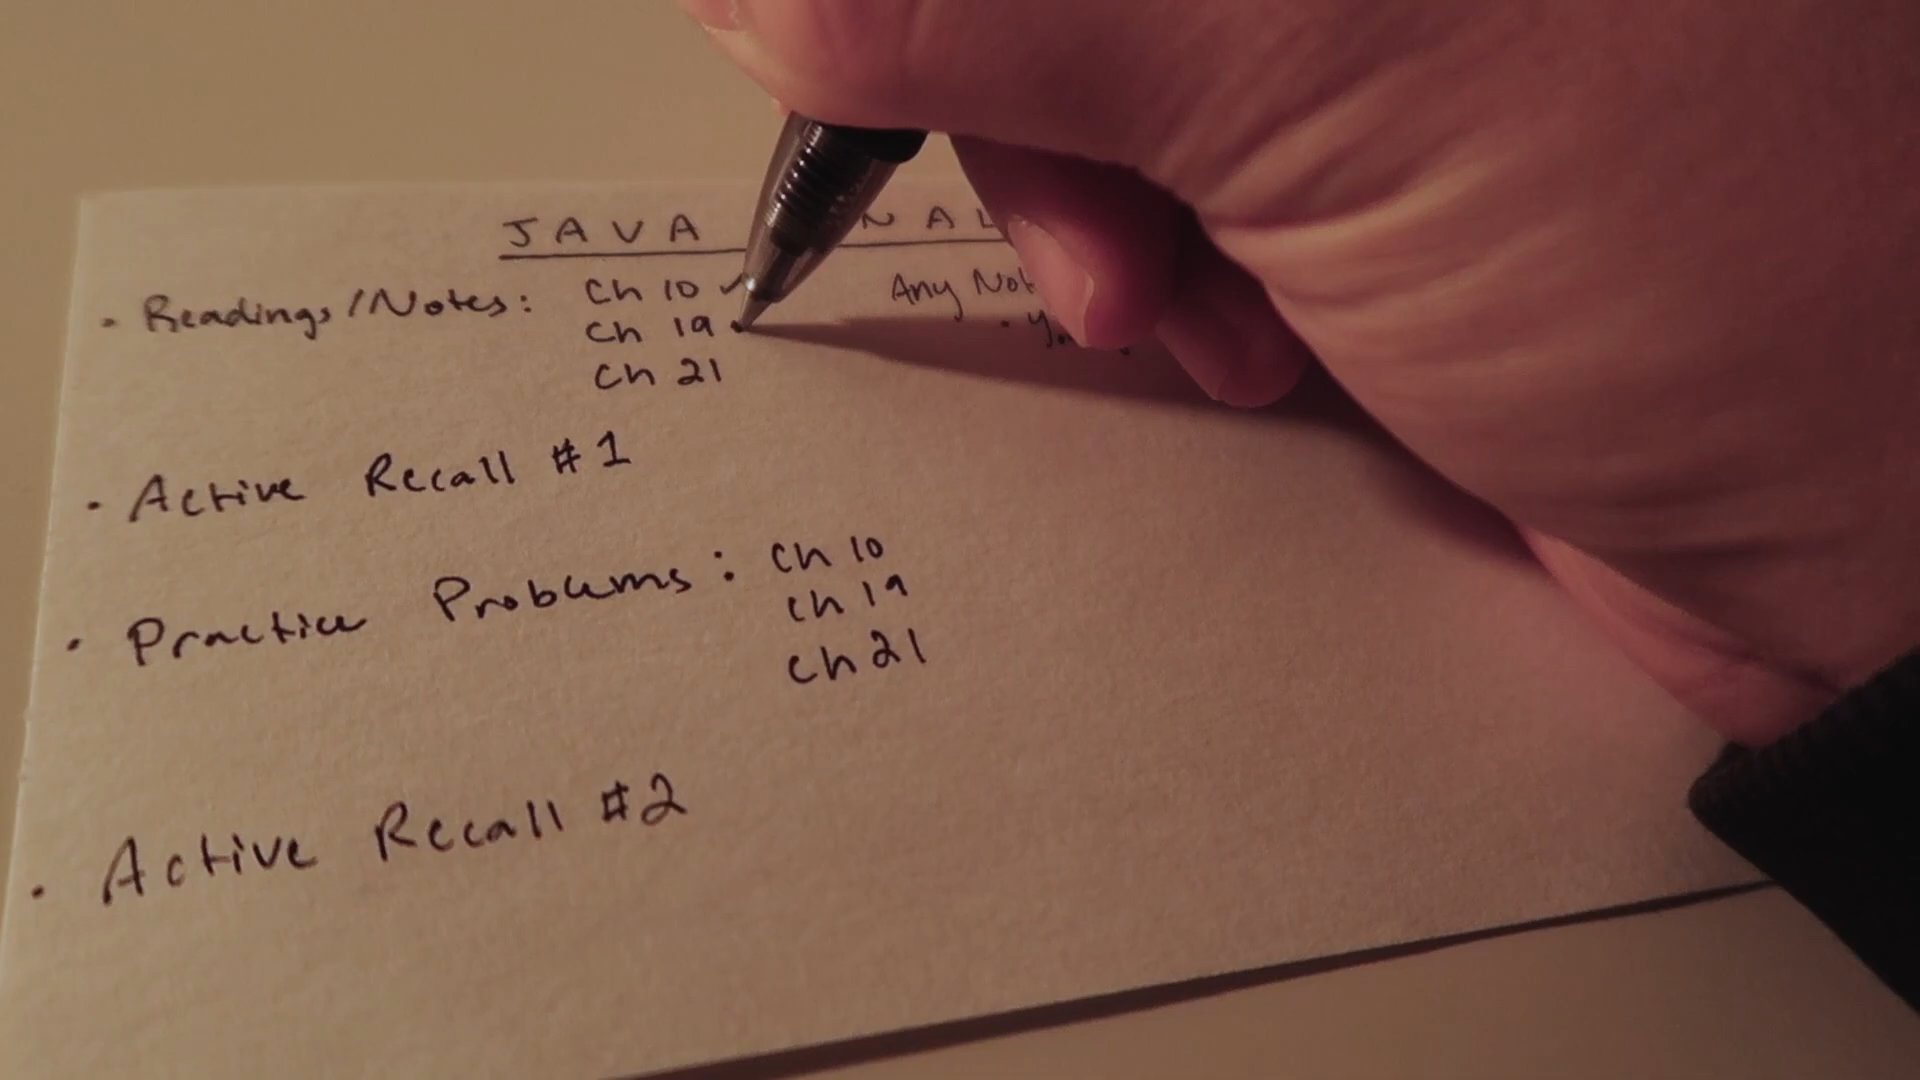 JAVA
• Readings/Notes: Ch 10 ✓
Ch 19
Ch 21
Any
• Active Recall #1
• Practice Problems: Ch 10
Ch 19
Ch 21
• Active Recall #2